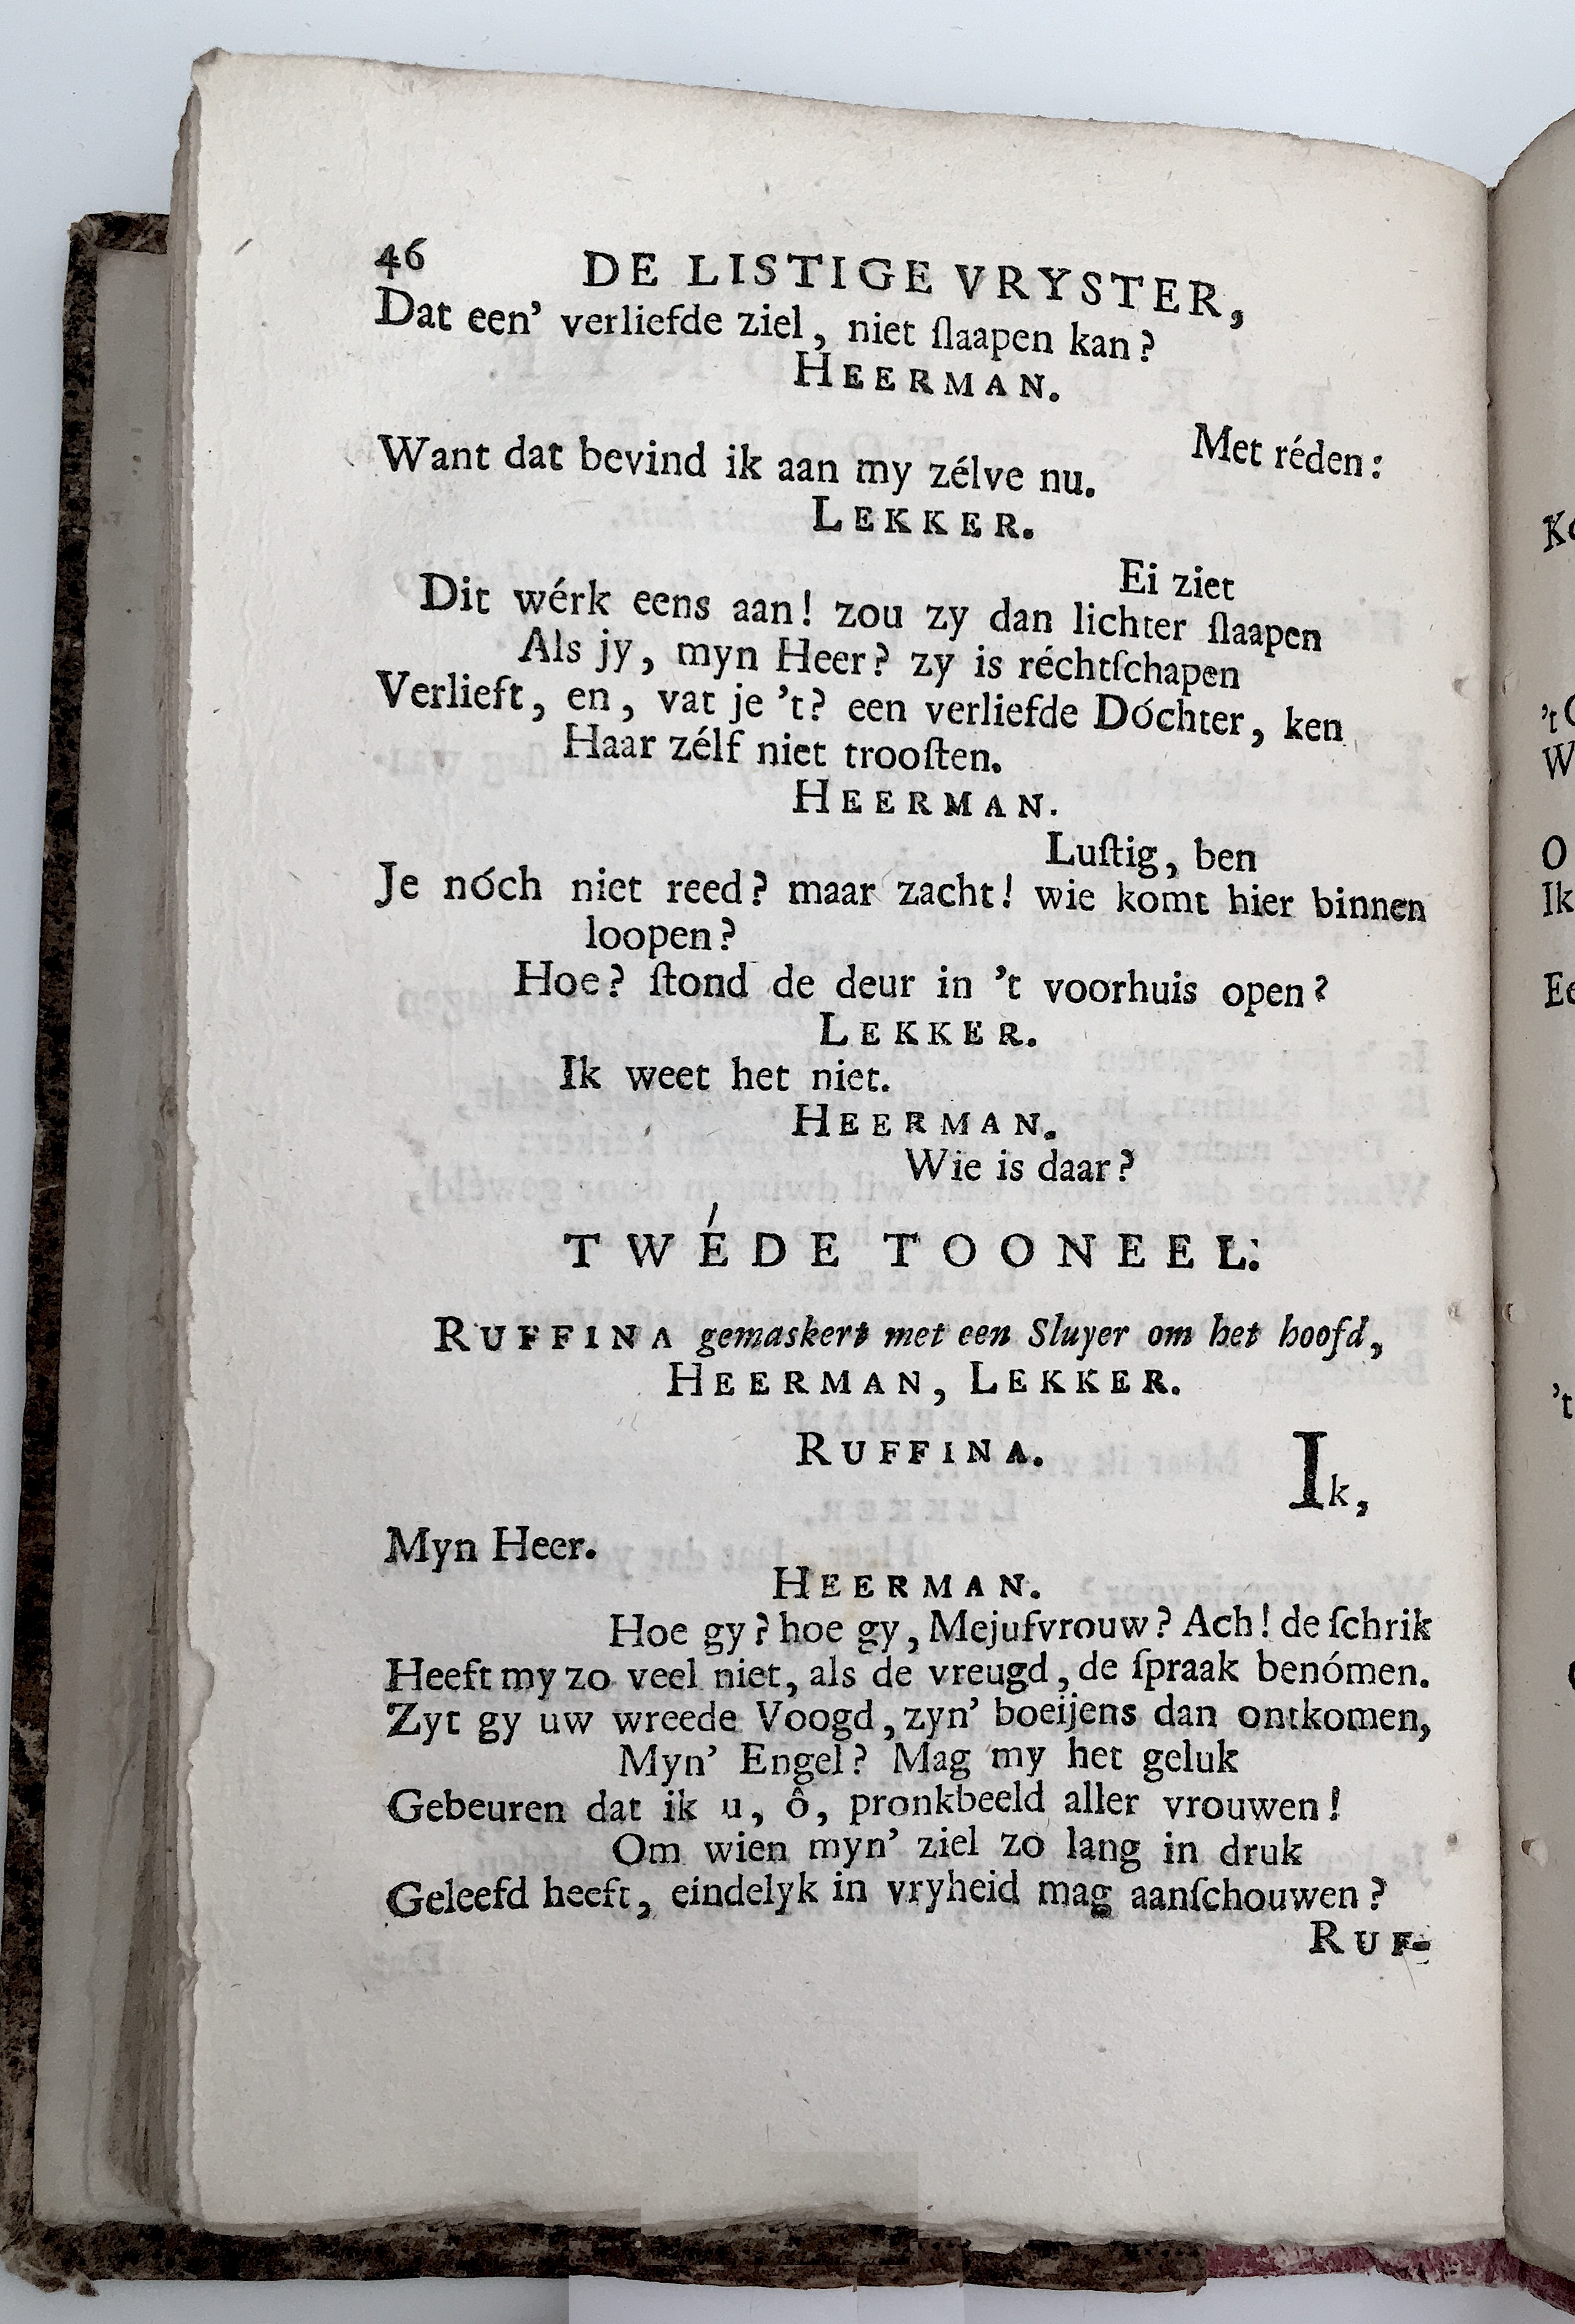 46 DE LISTIGE VRYSTER,
Dat een’ verliefde ziel, niet ſlaapen kan?
HEERMAN.
Met réden:
Want dat bevind ik aan my zélve nu.
LEKKER.
Ei ziet
Dit wérk eens aan! zou zy dan lichter ſlaapen
Als jy, myn Heer? zy is réchtſchapen
Verlieft, en, vat je ’t? een verliefde Dóchter, ken
Haar zélf niet trooſten.
HEERMAN.
Luſtig, ben
Je nóch niet reed? maar zacht! wie komt hier binnen
loopen?
Hoe? ſtond de deur in ’t voorhuis open?
LEKKER.
Ik weet het niet.
HEERMAN.
Wie is daar?
TWÉDE TOONEEL.
RUFFINA gemaskert met een Sluyer om het hoofd,
HEERMAN, LEKKER.
RUFFINA.
Ik,
Myn Heer.
HEERMAN.
Hoe gy? hoe gy, Mejufvrouw? Ach! de ſchrik
Heeft my zo veel niet, als de vreugd, de ſpraak benómen.
Zyt gy uw wreede Voogd, zyn’ boeijens dan ontkomen,
Myn’ Engel? Mag my het geluk
Gebeuren dat ik u, ô, pronkbeeld aller vrouwen!
Om wien myn’ ziel zo lang in druk
Geleefd heeft, eindelyk in vryheid mag aanſchouwen?
RUF-